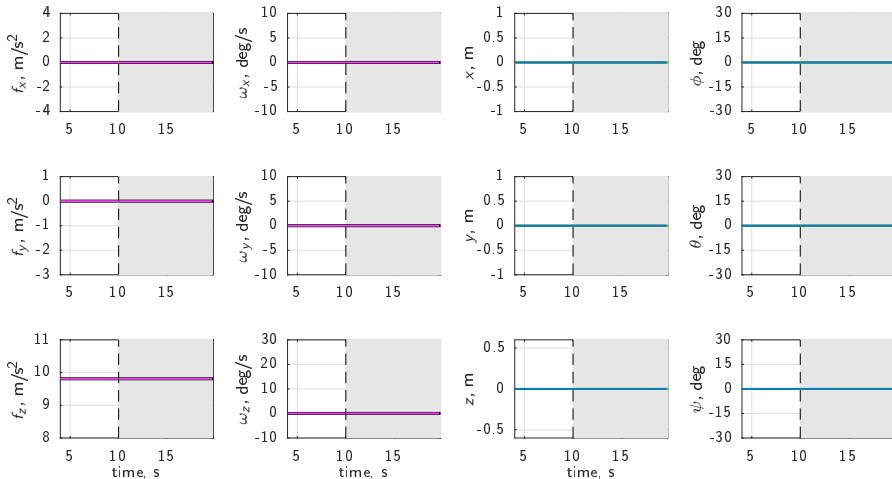 4
2
0
-2
-4
5 10 15
f_x, m/s²
10
5
0
-5
-10
5 10 15
ω_x, deg/s
1
0.5
0
-0.5
-1
5 10 15
x, m
30
15
0
-15
-30
5 10 15
ϕ, deg
1
0
-1
-2
-3
5 10 15
f_y, m/s²
10
5
0
-5
-10
5 10 15
ω_y, deg/s
1
0.5
0
-0.5
-1
5 10 15
y, m
30
15
0
-15
-30
5 10 15
θ, deg
11
10
9
8
5 10 15
f_z, m/s²
time, s
30
20
10
0
-10
5 10 15
ω_z, deg/s
time, s
0.5
0
-0.5
5 10 15
z, m
time, s
30
15
0
-15
-30
5 10 15
ψ, deg
time, s